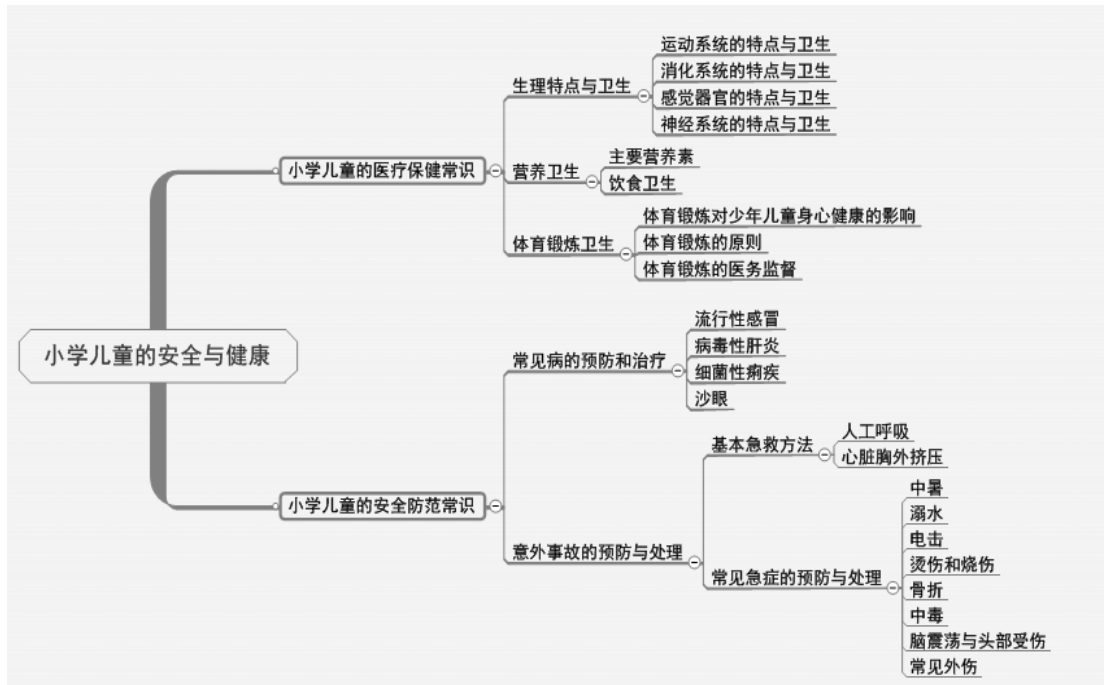 小学儿童的安全与健康
小学儿童的医疗保健常识
生理特点与卫生
运动系统的特点与卫生
消化系统的特点与卫生
感觉器官的特点与卫生
神经系统的特点与卫生
营养卫生
主要营养素
饮食卫生
体育锻炼卫生
体育锻炼对少年儿童身心健康的影响
体育锻炼的原则
体育锻炼的医务监督
小学儿童的安全防范常识
常见病的预防和治疗
流行性感冒
病毒性肝炎
细菌性痢疾
沙眼
意外事故的预防与处理
基本急救方法
人工呼吸
心脏胸外挤压
常见急症的预防与处理
中暑
溺水
电击
烫伤和烧伤
骨折
中毒
脑震荡与头部受伤
常见外伤